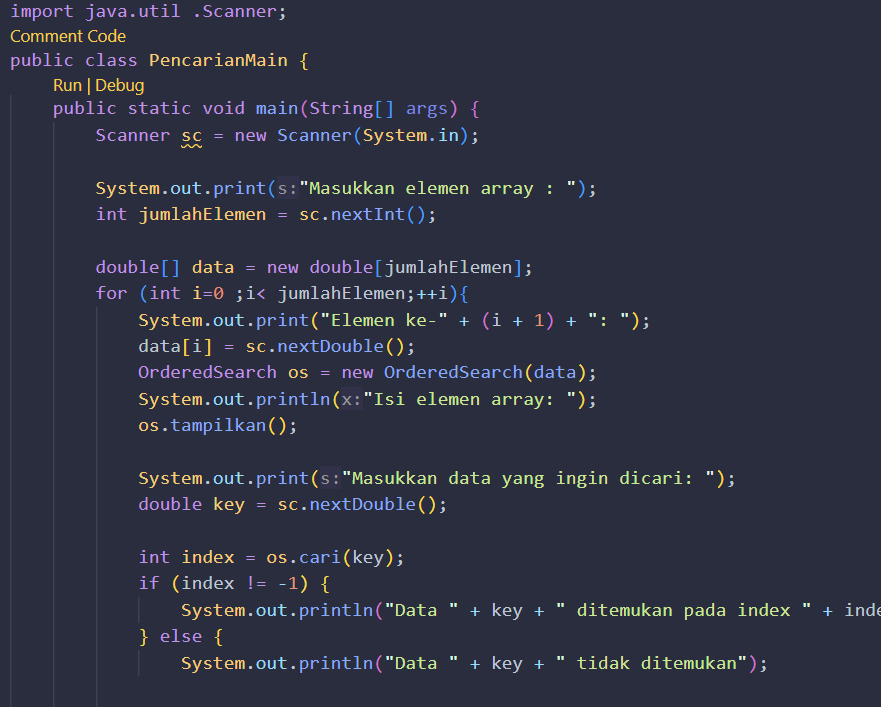 import java.util .Scanner;
Comment Code
public class PencarianMain {
Run | Debug
public static void main(String[] args) {
Scanner sc = new Scanner(System.in);
System.out.print(s:"Masukkan elemen array : ");
int jumlahElemen = sc.nextInt();
double[] data = new double[jumlahElemen];
for (int i=0 ;i< jumlahElemen;++i){
System.out.print("Elemen ke-" + (i + 1) + ": ");
data[i] = sc.nextDouble();
OrderedSearch os = new OrderedSearch(data);
System.out.println(x:"Isi elemen array: ");
os.tampilkan();
System.out.print(s:"Masukkan data yang ingin dicari: ");
double key = sc.nextDouble();
int index = os.cari(key);
if (index != -1) {
System.out.println("Data " + key + " ditemukan pada index " + inde
} else {
System.out.println("Data " + key + " tidak ditemukan");